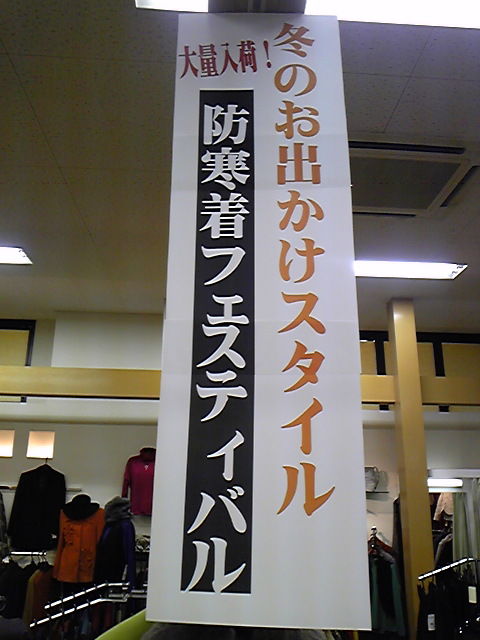 冬のお出かけスタイル
大量入荷!
防寒着フェスティバル